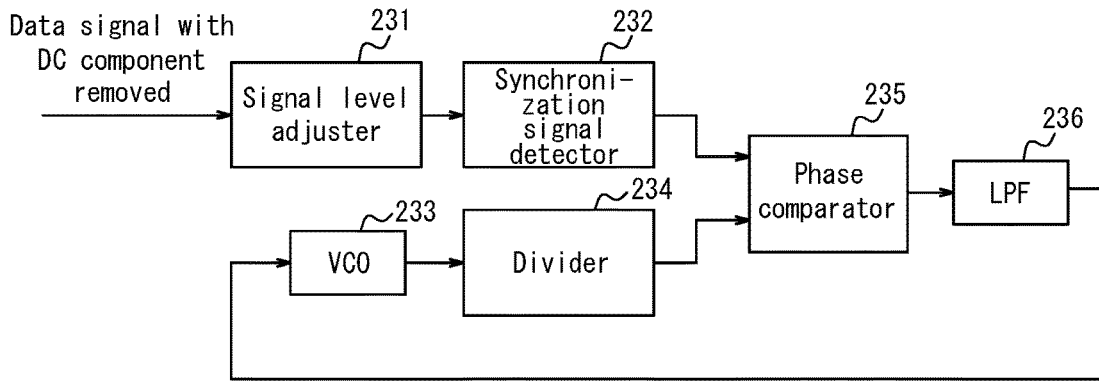 Data signal with
DC component
removed
231
Signal level
adjuster
232
Synchroni-
zation
signal
detector
235
Phase
comparator
236
LPF
233
VCO
234
Divider